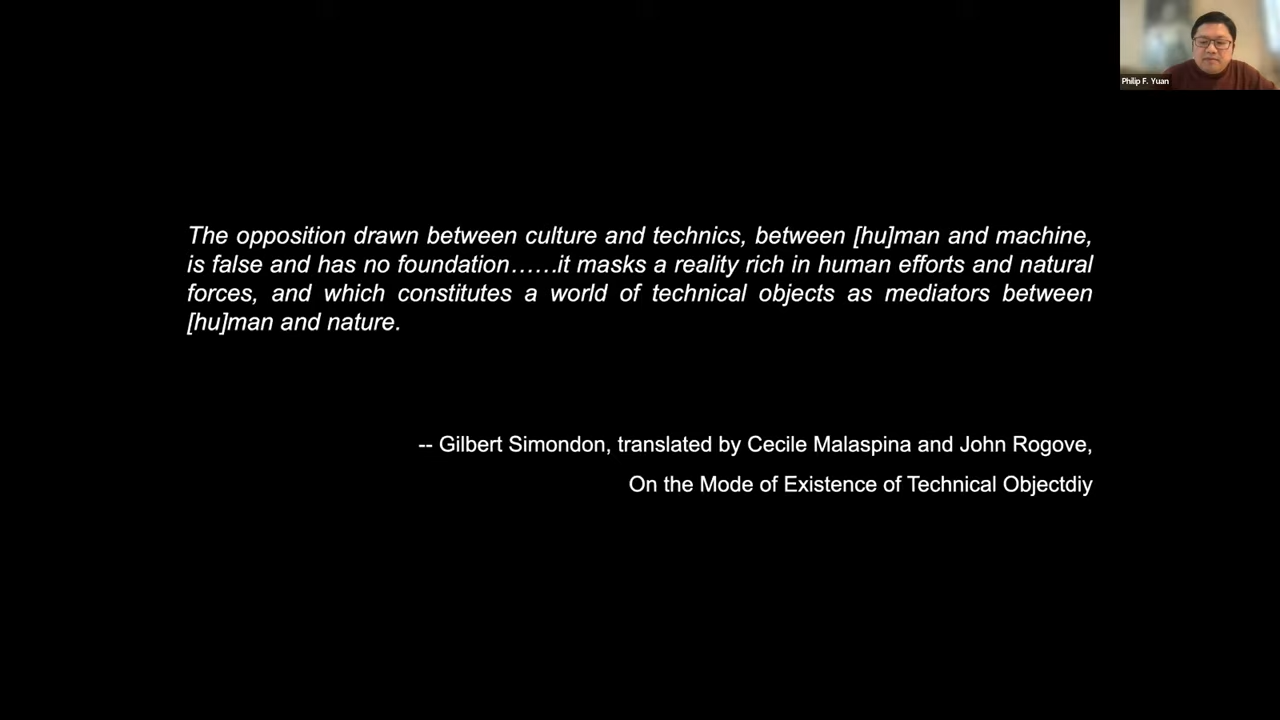 Philip F. Yuan
The opposition drawn between culture and technics, between [hu]man and machine,
is false and has no foundation……it masks a reality rich in human efforts and natural
forces, and which constitutes a world of technical objects as mediators between
[hu]man and nature.
-- Gilbert Simondon, translated by Cecile Malaspina and John Rogove,
On the Mode of Existence of Technical Objectdiy